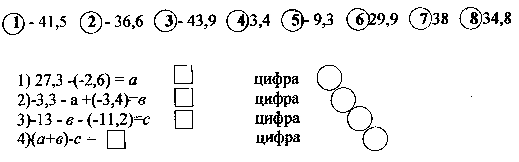 ① - 41,5 ② - 36,6 ③ - 43,9 ④ 3,4 ⑤ - 9,3 ⑥ 29,9 ⑦ 38 ⑧ 34,8
1) 27,3 -(-2,6) = а цифра
2)-3,3 - а +(-3,4)=в цифра
3)-13 - в - (-11,2)=с цифра
4)(а+в)-с = цифра